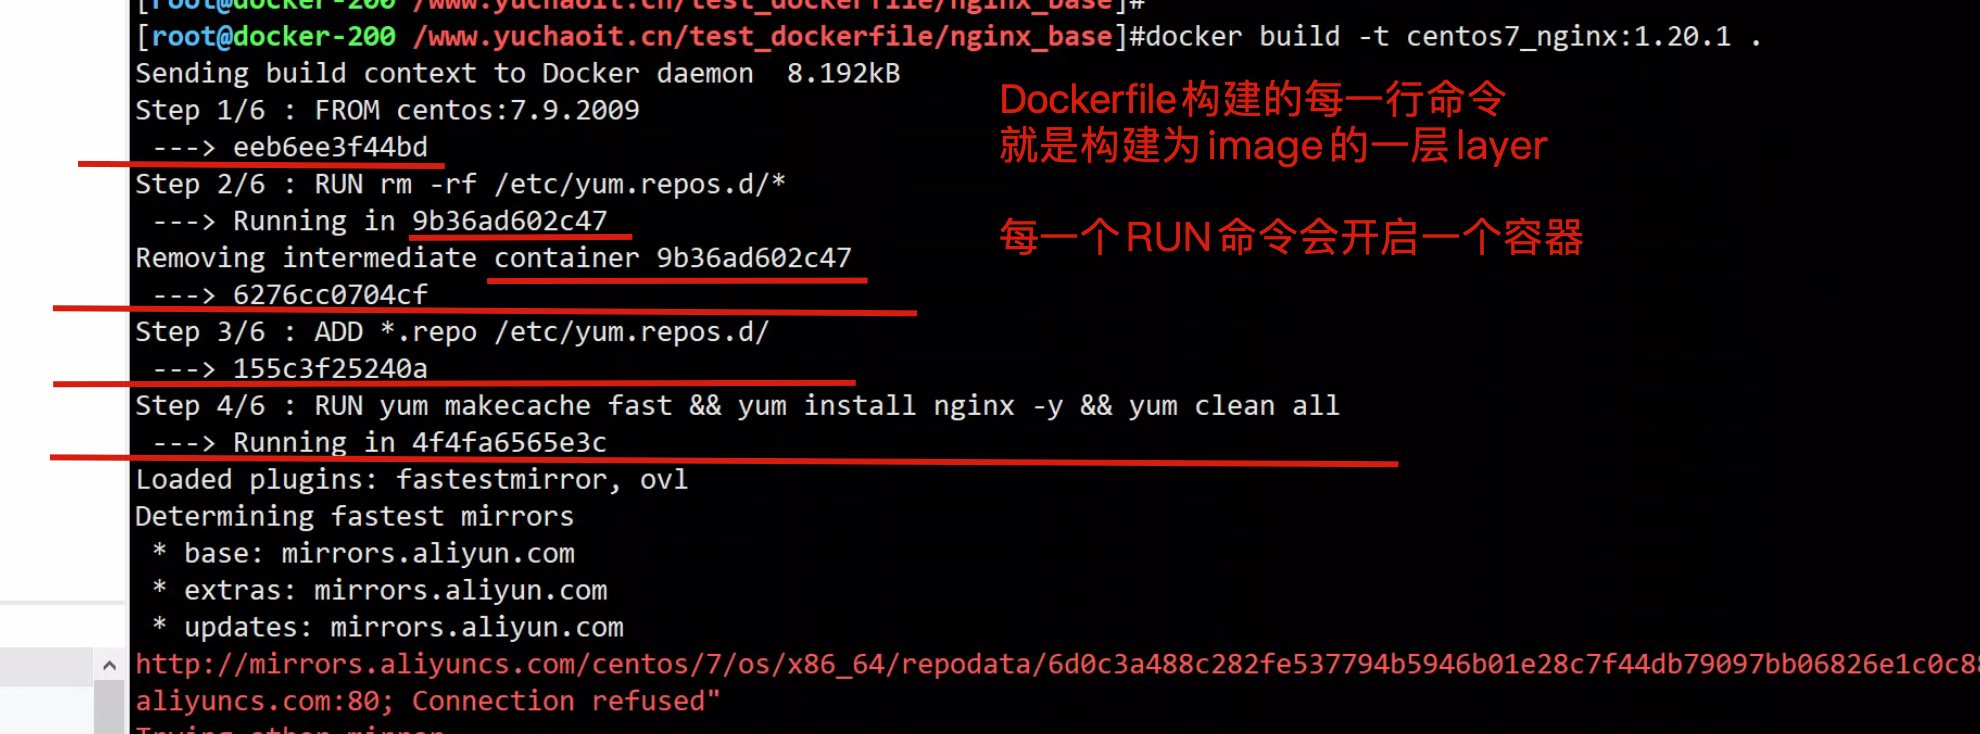 [root@docker-200 /www.yuchaoit.cn/test_dockerfile/nginx_base]#
[root@docker-200 /www.yuchaoit.cn/test_dockerfile/nginx_base]#docker build -t centos7_nginx:1.20.1 .
Sending build context to Docker daemon  8.192kB
Step 1/6 : FROM centos:7.9.2009
 ---> eeb6ee3f44bd
Step 2/6 : RUN rm -rf /etc/yum.repos.d/*
 ---> Running in 9b36ad602c47
Removing intermediate container 9b36ad602c47
 ---> 6276cc0704cf
Step 3/6 : ADD *.repo /etc/yum.repos.d/
 ---> 155c3f25240a
Step 4/6 : RUN yum makecache fast && yum install nginx -y && yum clean all
 ---> Running in 4f4fa6565e3c
Loaded plugins: fastestmirror, ovl
Determining fastest mirrors
 * base: mirrors.aliyun.com
 * extras: mirrors.aliyun.com
 * updates: mirrors.aliyun.com
http://mirrors.aliyuncs.com/centos/7/os/x86_64/repodata/6d0c3a488c282fe537794b5946b01e28c7f44db79097bb06826e1c0c88
aliyuncs.com:80; Connection refused"
Trying other mirror.
Dockerfile构建的每一行命令
就是构建为image的一层layer
每一个RUN命令会开启一个容器